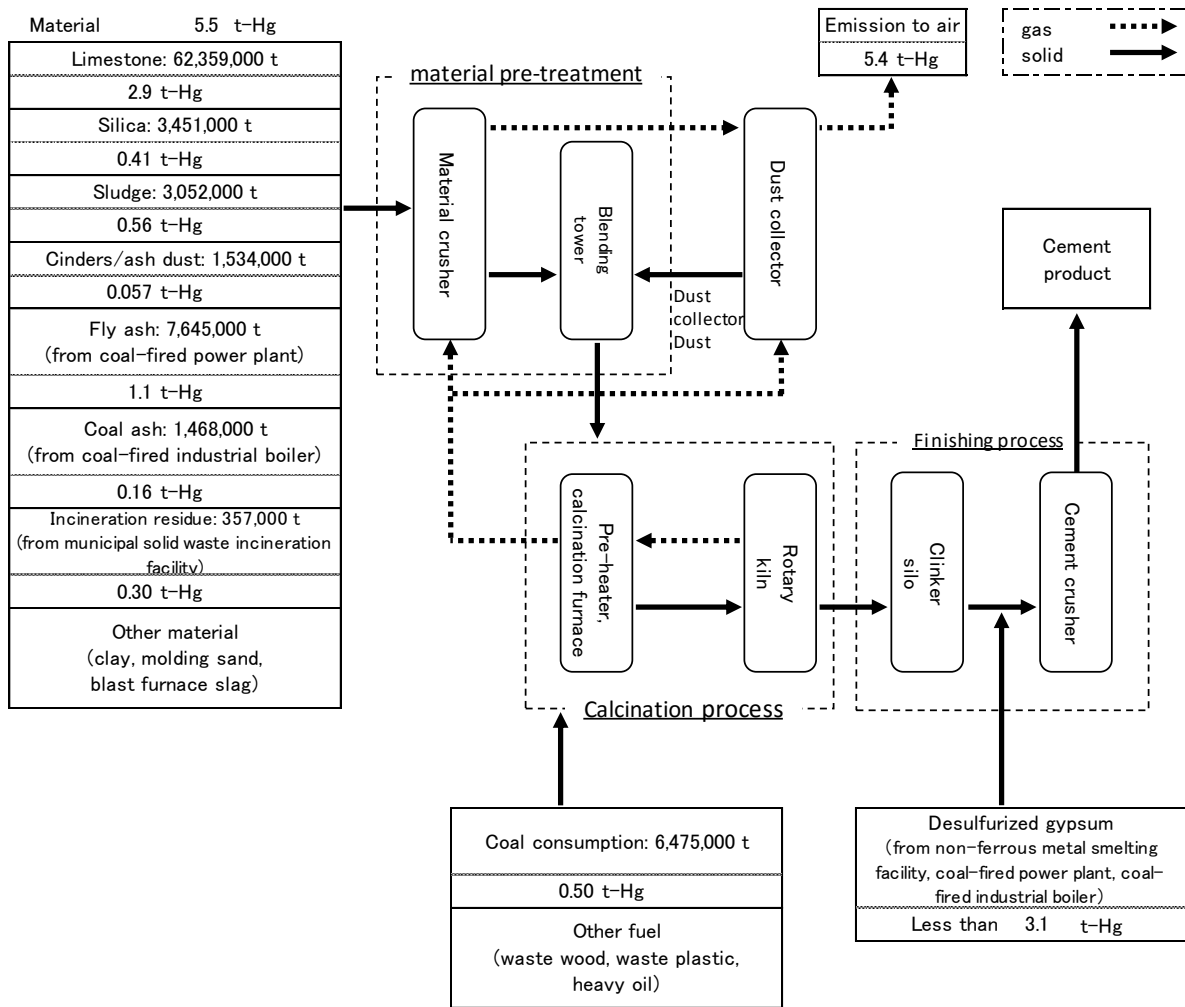 Material 5.5 t-Hg
Limestone: 62,359,000 t
2.9 t-Hg
Silica: 3,451,000 t
0.41 t-Hg
Sludge: 3,052,000 t
0.56 t-Hg
Cinders/ash dust: 1,534,000 t
0.057 t-Hg
Fly ash: 7,645,000 t
(from coal-fired power plant)
1.1 t-Hg
Coal ash: 1,468,000 t
(from coal-fired industrial boiler)
0.16 t-Hg
Incineration residue: 357,000 t
(from municipal solid waste incineration
facility)
0.30 t-Hg
Other material
(clay, molding sand,
blast furnace slag)
material pre-treatment
Material crusher
Blending
tower
Dust collector
Dust
collector
Dust
Emission to air
5.4 t-Hg
gas
solid
Cement
product
Pre-heater,
calcination furnace
Rotary
kiln
Calcination process
Finishing process
Clinker
silo
Cement crusher
Coal consumption: 6,475,000 t
0.50 t-Hg
Other fuel
(waste wood, waste plastic,
heavy oil)
Desulfurized gypsum
(from non-ferrous metal smelting
facility, coal-fired power plant, coal-
fired industrial boiler)
Less than 3.1 t-Hg